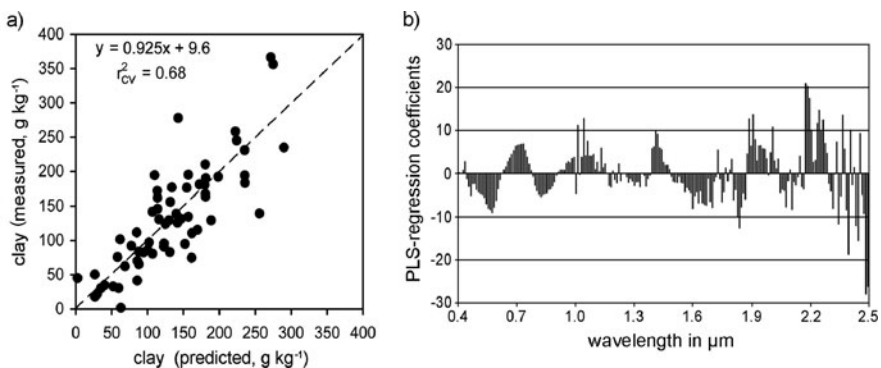 a)
y = 0.925x + 9.6
r²CV = 0.68
clay (measured, g kg⁻¹)
400
350
300
250
200
150
100
50
0
0 50 100 150 200 250 300 350 400
clay (predicted, g kg⁻¹)
b)
PLS-regression coefficients
30
20
10
0
-10
-20
-30
0.4 0.7 1.0 1.3 1.6 1.9 2.2 2.5
wavelength in µm